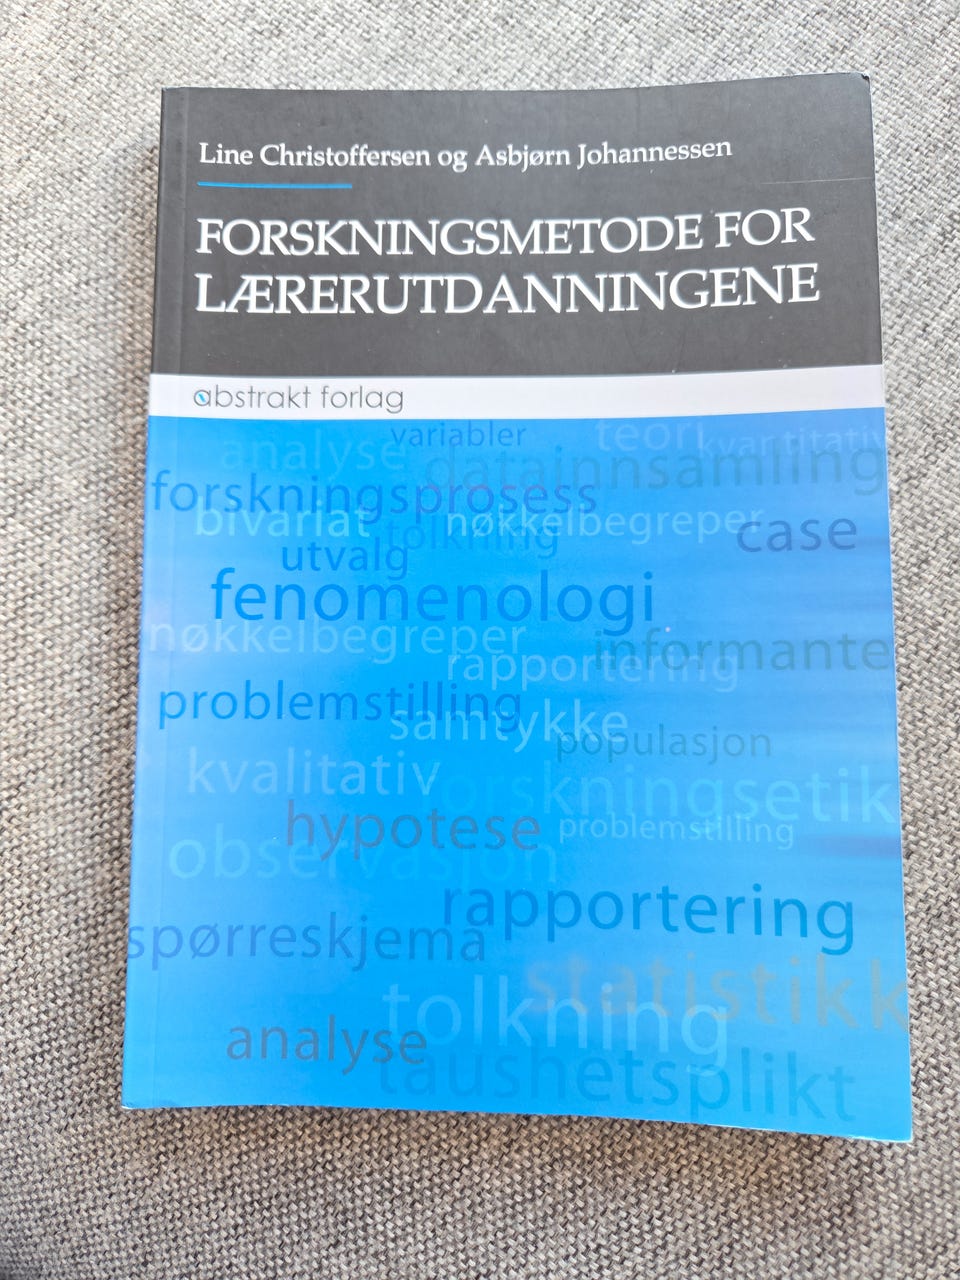 Line Christoffersen og Asbjørn Johannessen
FORSKNINGSMETODE FOR
LÆRERUTDANNINGENE
abstrakt forlag
variabler
teori
kvantitativ
analyse
datainnsamling
forskningsprosess
bivariat
nøkkelbegreper
tolkning
case
utvalg
fenomenologi
nøkkelbegreper
informante
rapportering
problemstilling
samtykke
populasjon
kvalitativ
forskningsetik
hypotese
problemstilling
observasjon
rapportering
spørreskjema
statistikk
tolkning
analyse
taushetsplikt